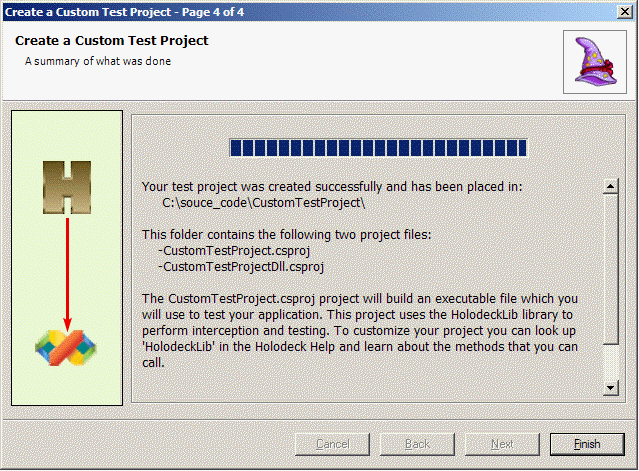 Create a Custom Test Project - Page 4 of 4
Create a Custom Test Project
A summary of what was done
H
Your test project was created successfully and has been placed in:
C:\souce_code\CustomTestProject\
This folder contains the following two project files:
-CustomTestProject.csproj
-CustomTestProjectDll.csproj
The CustomTestProject.csproj project will build an executable file which you
will use to test your application. This project uses the HolodeckLib library to
perform interception and testing. To customize your project you can look up
'HolodeckLib' in the Holodeck Help and learn about the methods that you can
call.
Cancel
Back
Next
Finish